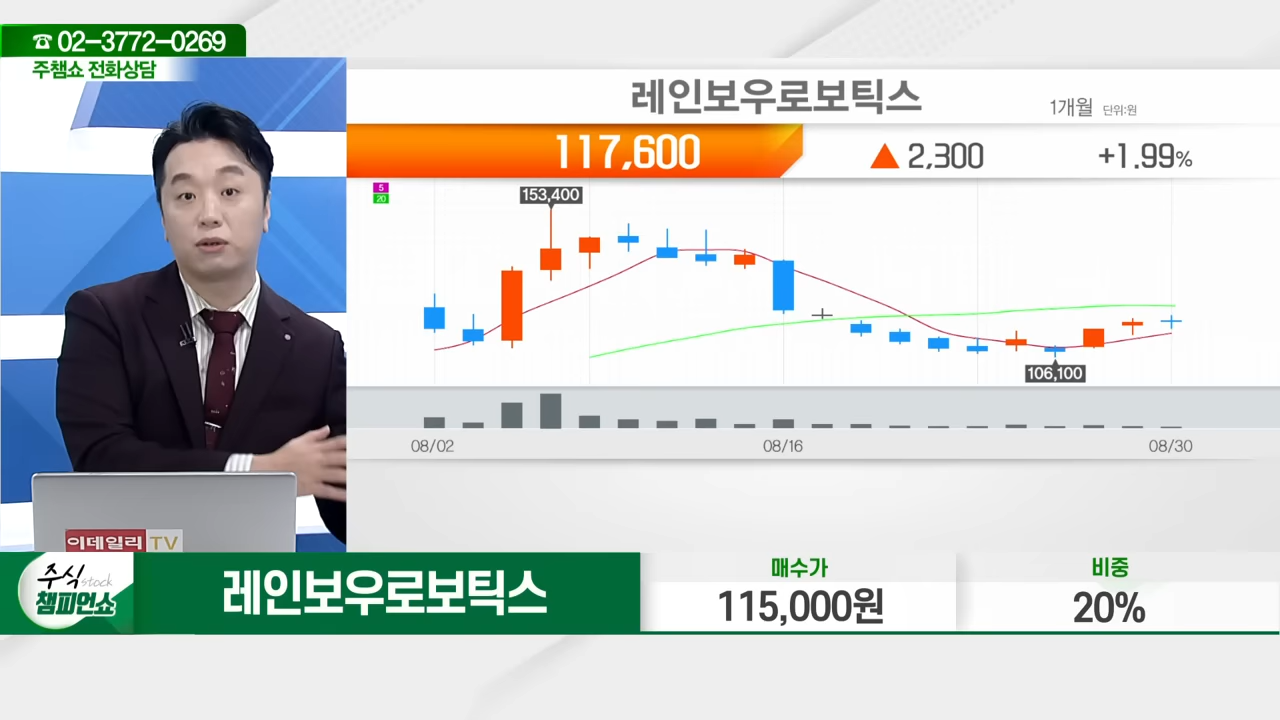 ☎ 02-3772-0269
주챔쇼 전화상담
레인보우로보틱스
1개월 단위:원
117,600 ▲ 2,300 +1.99%
5
20
153,400
106,100
08/02 08/16 08/30
이데일리 TV
주식 stock
챔피언쇼
레인보우로보틱스
매수가 비중
115,000원 20%